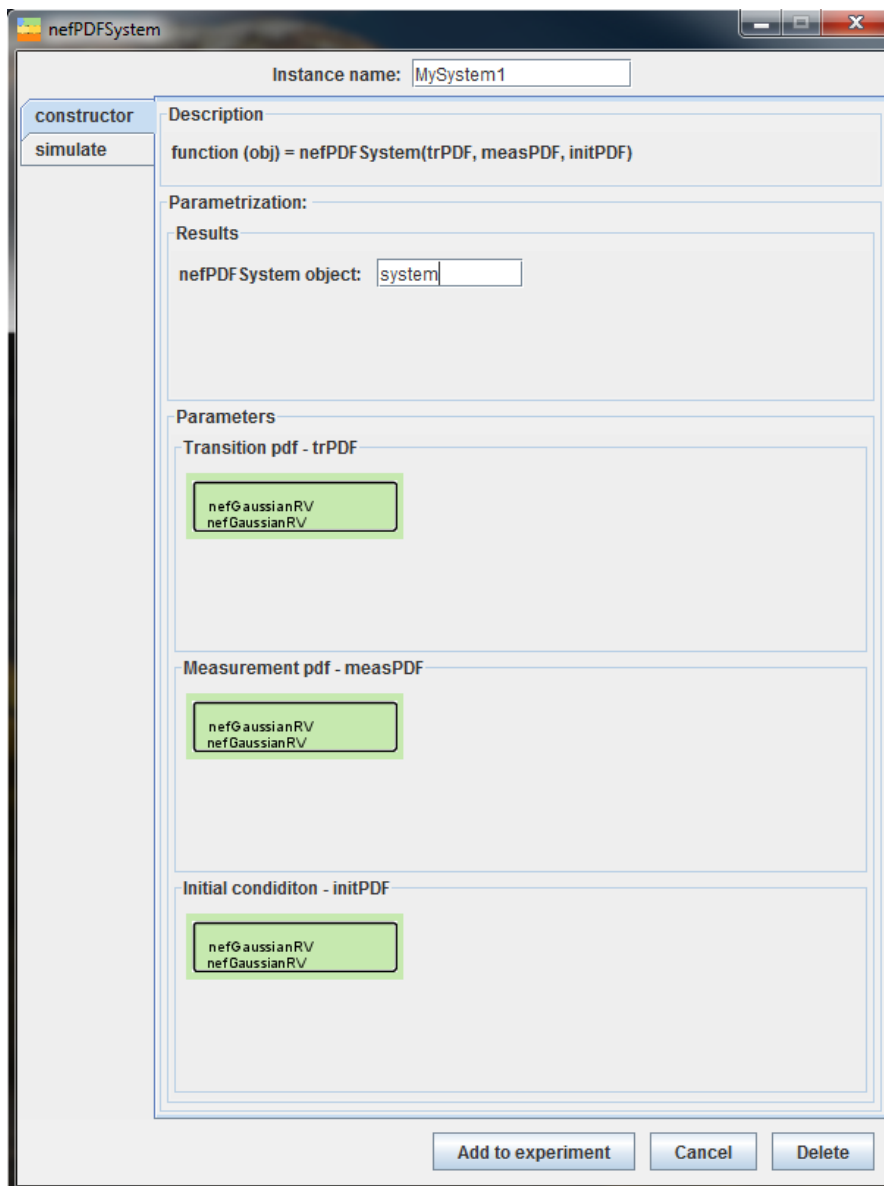 nefPDFSystem
Instance name: MySystem1
constructor
simulate
Description
function (obj) = nefPDFSystem(trPDF, measPDF, initPDF)
Parametrization:
Results
nefPDFSystem object: system
Parameters
Transition pdf - trPDF
nefGaussianRV
nefGaussianRV
Measurement pdf - measPDF
nefGaussianRV
nefGaussianRV
Initial condiditon - initPDF
nefGaussianRV
nefGaussianRV
Add to experiment Cancel Delete